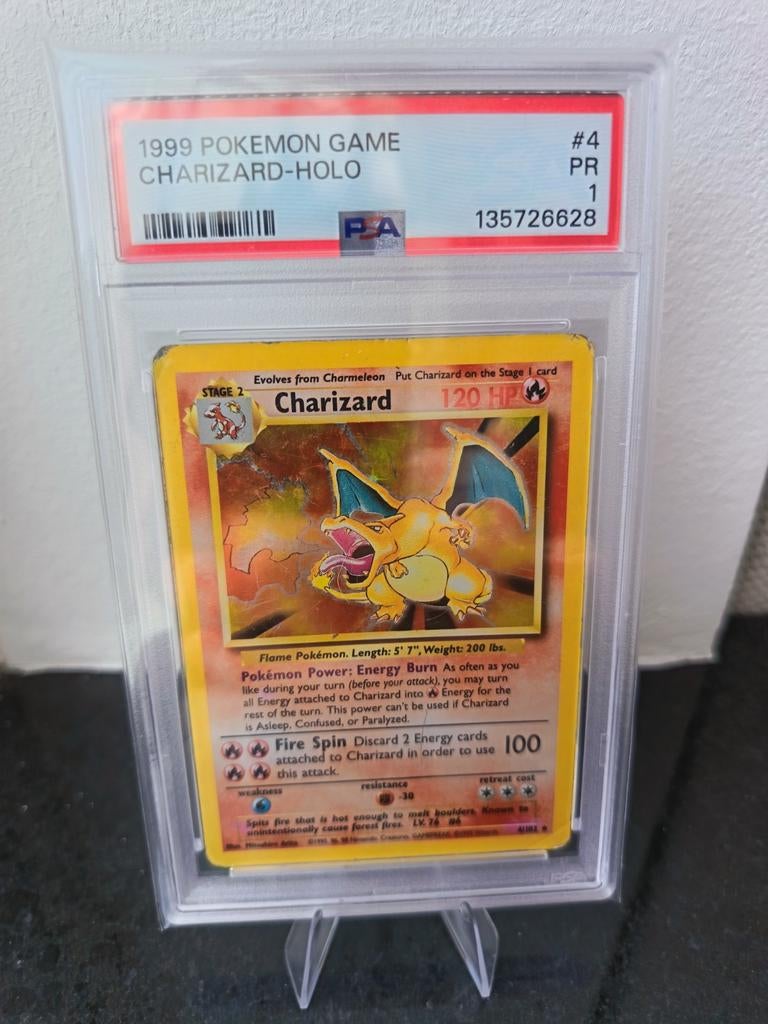 1999 POKEMON GAME #4
CHARIZARD-HOLO PR
1
PSA 135726628
Evolves from Charmeleon Put Charizard on the Stage 1 card
STAGE 2
Charizard 120 HP
Flame Pokémon. Length: 5' 7", Weight: 200 lbs.
Pokémon Power: Energy Burn As often as you
like during your turn (before your attack), you may turn
all Energy attached to Charizard into Energy for the
rest of the turn. This power can't be used if Charizard
is Asleep, Confused, or Paralyzed.
Fire Spin Discard 2 Energy cards
attached to Charizard in order to use 100
this attack.
weakness resistance retreat cost
-30
Spits fire that is hot enough to melt boulders. Known to
unintentionally cause forest fires. LV. 76 #6
Illus. Mitsuhiro Arita 4/102